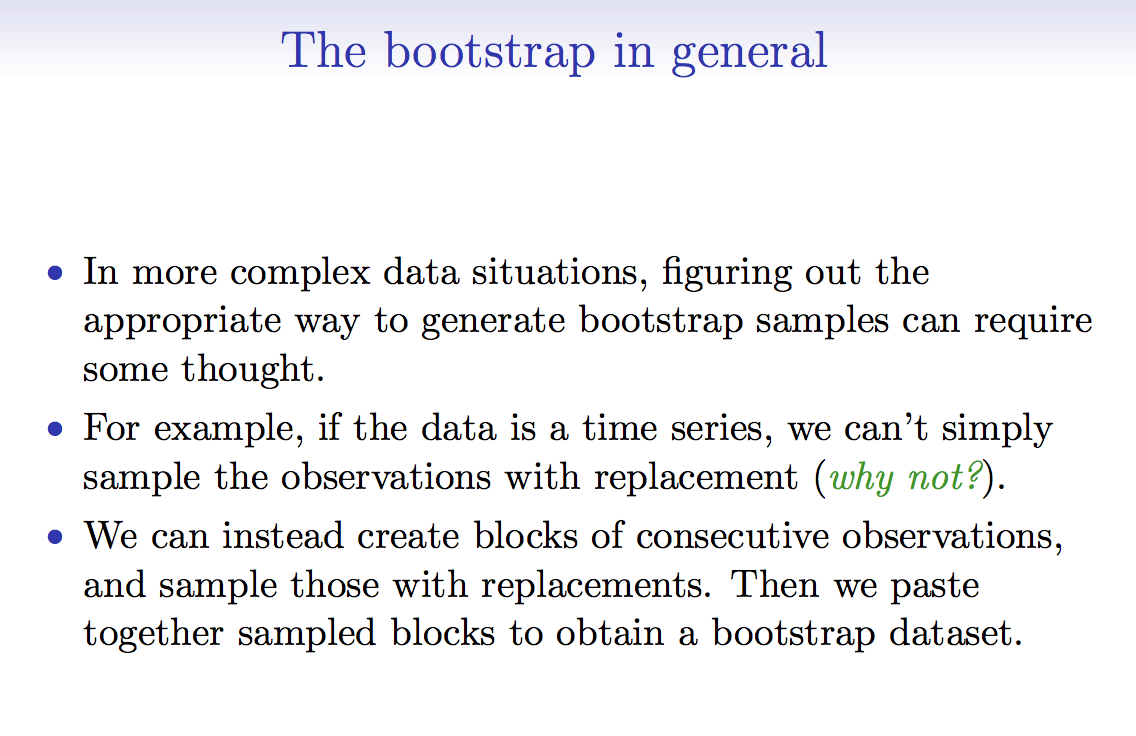 The bootstrap in general
• In more complex data situations, figuring out the
appropriate way to generate bootstrap samples can require
some thought.
• For example, if the data is a time series, we can’t simply
sample the observations with replacement (why not?).
• We can instead create blocks of consecutive observations,
and sample those with replacements. Then we paste
together sampled blocks to obtain a bootstrap dataset.